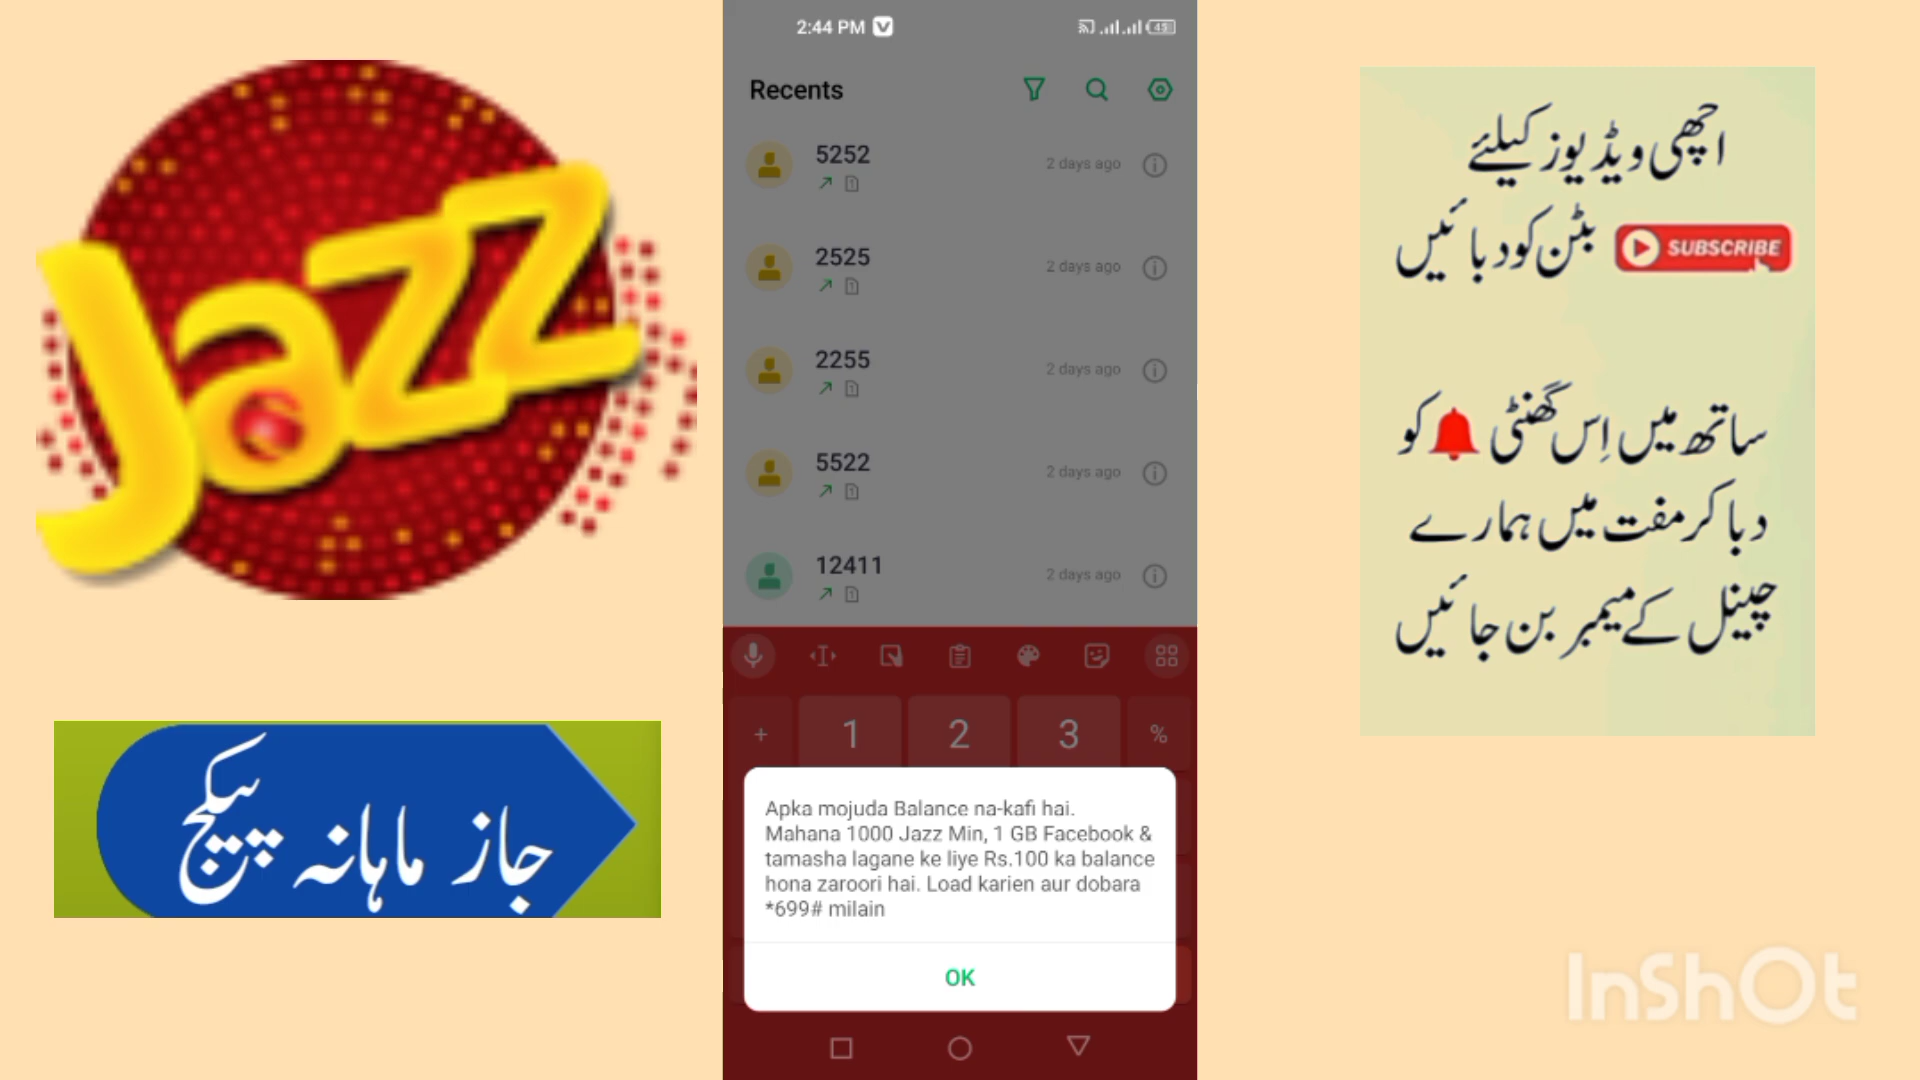 Jazz
جاز ماہانہ پیکج
2:44 PM
45
Recents
5252
2 days ago
2525
2 days ago
2255
2 days ago
5522
2 days ago
12411
2 days ago
+ 1 2 3 %
Apka mojuda Balance na-kafi hai.
Mahana 1000 Jazz Min, 1 GB Facebook &
tamasha lagane ke liye Rs.100 ka balance
hona zaroori hai. Load karien aur dobara
*699# milain
OK
اچھی ویڈیوز کیلئے
SUBSCRIBE بٹن کو دبائیں
ساتھ میں اِس گھنٹی کو
دبا کر مفت میں ہمارے
چینل کے میمبر بن جائیں
InShOt